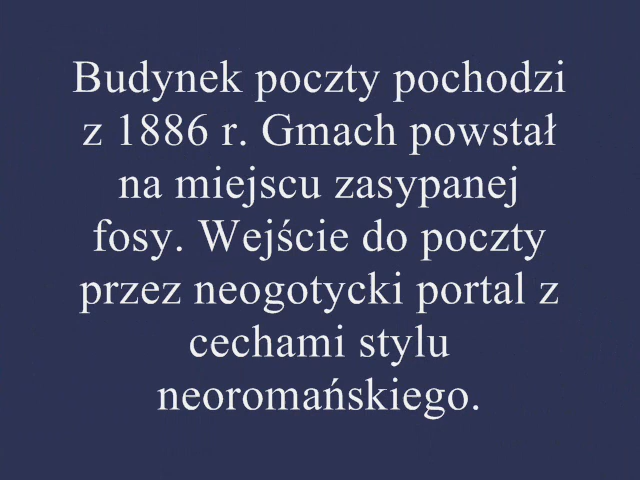 Budynek poczty pochodzi
z 1886 r. Gmach powstał
na miejscu zasypanej
fosy. Wejście do poczty
przez neogotycki portal z
cechami stylu
neoromańskiego.